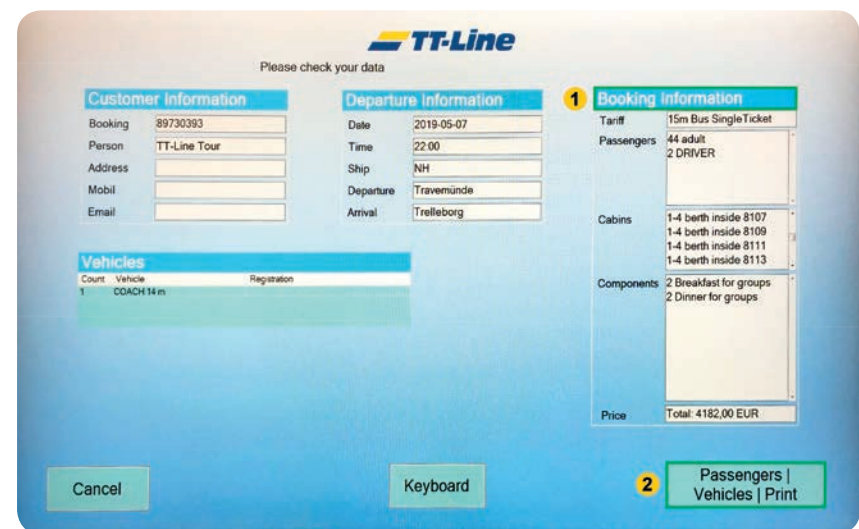 TT-Line
Please check your data
Customer Information
Booking 89730393
Person TT-Line Tour
Address
Mobil
Email
Departure Information
Date 2019-05-07
Time 22:00
Ship NH
Departure Travemünde
Arrival Trelleborg
Vehicles
Count Vehicle Registration
1 COACH 14 m
1 Booking Information
Tariff 15m Bus SingleTicket
Passengers 44 adult
2 DRIVER
Cabins 1-4 berth inside 8107
1-4 berth inside 8109
1-4 berth inside 8111
1-4 berth inside 8113
Components 2 Breakfast for groups
2 Dinner for groups
Price Total: 4182,00 EUR
Cancel
Keyboard
2 Passengers |
Vehicles | Print